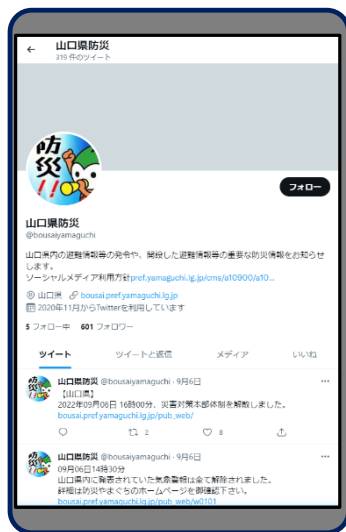 山口県防災
319 件のツイート
防災!!
フォロー
山口県防災
@bousaiyamaguchi
山口県内の避難情報等の発令や、開設した避難情報等の重要な防災情報をお知らせ
します。
ソーシャルメディア利用方針pref.yamaguchi.lg.jp/cms/a10900/a10...
山口県 bousai.pref.yamaguchi.lg.jp
2020年11月からTwitterを利用しています
5 フォロー中 601 フォロワー
ツイート ツイートと返信 メディア いいね
山口県防災 @bousaiyamaguchi · 9月6日
【山口県】
2022年09月06日 16時00分、災害対策本部体制を解散しました。
bousai.pref.yamaguchi.lg.jp/pub_web/
2 8
山口県防災 @bousaiyamaguchi · 9月6日
09月06日14時30分
山口県内に発表されていた気象警報は全て解除されました。
詳細は防災やまぐちのホームページを御確認下さい。
bousai.pref.yamaguchi.lg.jp/pub_web/w0101